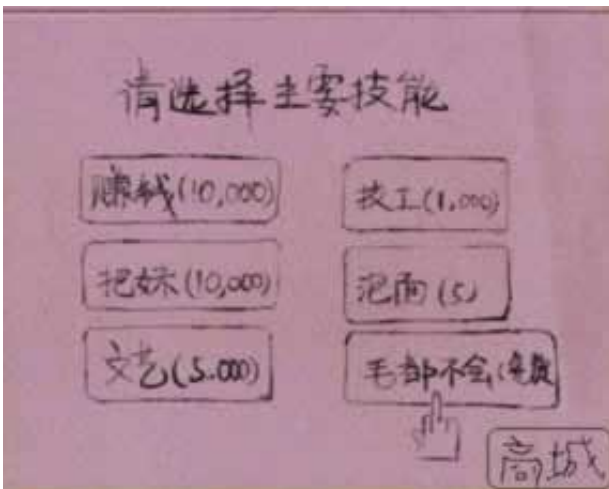 请选择主要技能
赚钱(10,000)
技工(1,000)
把妹(10,000)
泡面(5)
文艺(5.000)
毛都不会(免费
商城